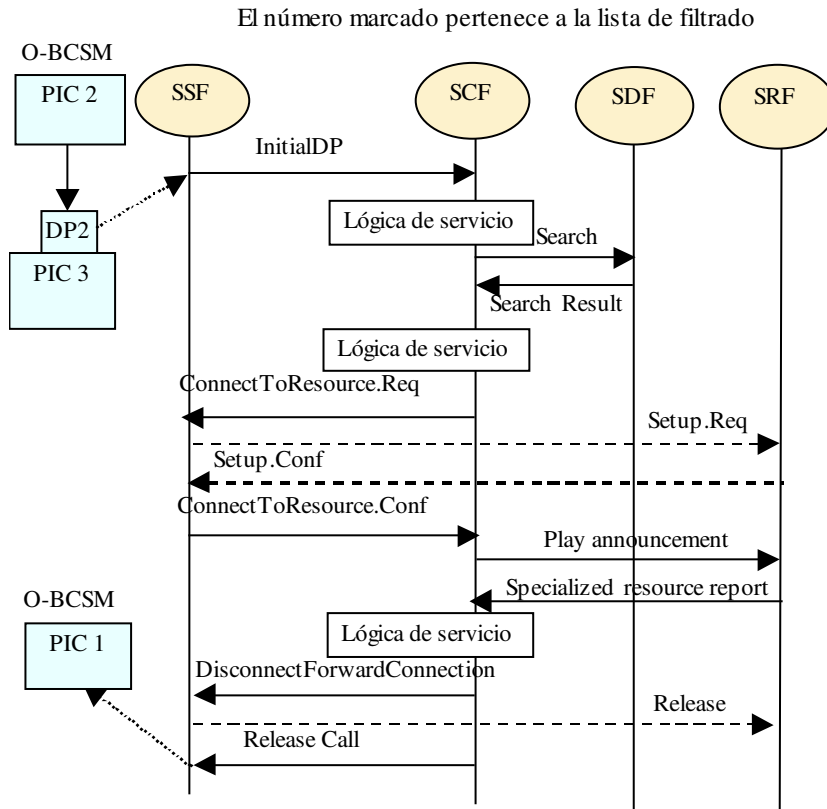 El número marcado pertenece a la lista de filtrado
O-BCSM
PIC 2
SSF
SCF
SDF
SRF
InitialDP
DP2
Lógica de servicio
Search
PIC 3
Search Result
Lógica de servicio
ConnectToResource.Req
Setup.Req
Setup.Conf
ConnectToResource.Conf
Play announcement
Specialized resource report
O-BCSM
Lógica de servicio
PIC 1
DisconnectForwardConnection
Release
Release Call